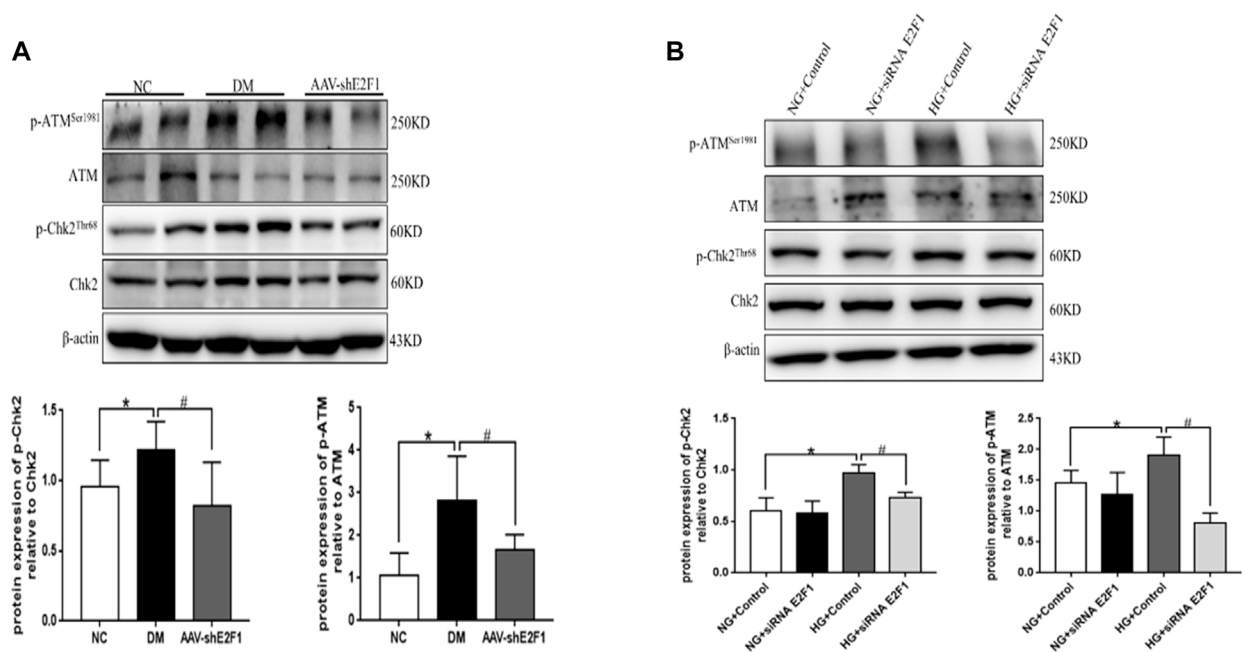 A
NC DM AAV-shE2F1
p-ATMSer1981 250KD
ATM 250KD
p-Chk2Thr68 60KD
Chk2 60KD
β-actin 43KD
protein expression of p-Chk2
relative to Chk2
1.5
1.0
0.5
0.0
* #
NC DM AAV-shE2F1
protein expression of p-ATM
relative to ATM
5
4
3
2
1
0
* #
NC DM AAV-shE2F1
B
NG+Control NG+siRNA E2F1 HG+Control HG+siRNA E2F1
p-ATMSer1981 250KD
ATM 250KD
p-Chk2Thr68 60KD
Chk2 60KD
β-actin 43KD
protein expression of p-Chk2
relative to Chk2
1.5
1.0
0.5
0.0
* #
NG+Control NG+siRNA E2F1 HG+Control HG+siRNA E2F1
protein expression of p-ATM
relative to ATM
2.5
2.0
1.5
1.0
0.5
0.0
* #
NG+Control NG+siRNA E2F1 HG+Control HG+siRNA E2F1